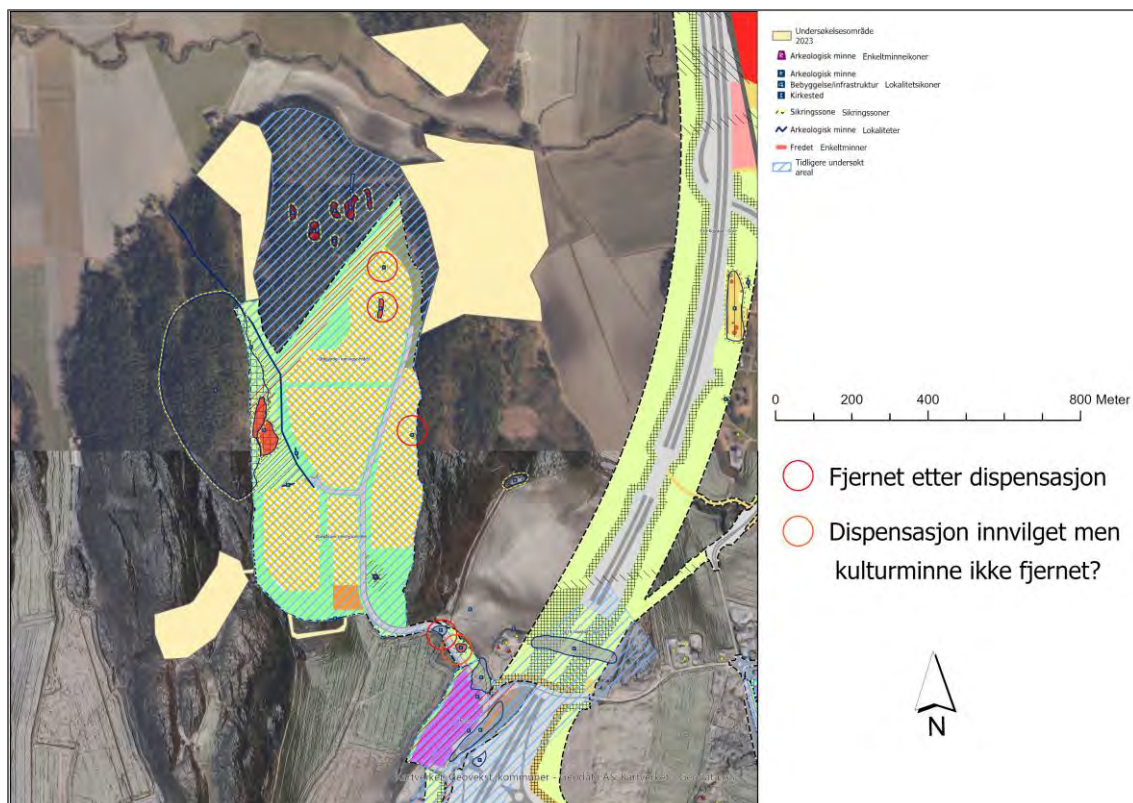 Undersøkelsesområde
2023
Arkeologisk minne Enkeltminneikoner
Arkeologisk minne
Bebyggelse/infrastruktur Lokalitetsikoner
Kirkested
Sikringssone Sikringssoner
Arkeologisk minne Lokaliteter
Fredet Enkeltminner
Tidligere undersøkt
areal
0 200 400 800 Meter
Fjernet etter dispensasjon
Dispensasjon innvilget men
kulturminne ikke fjernet?
N
kommuner